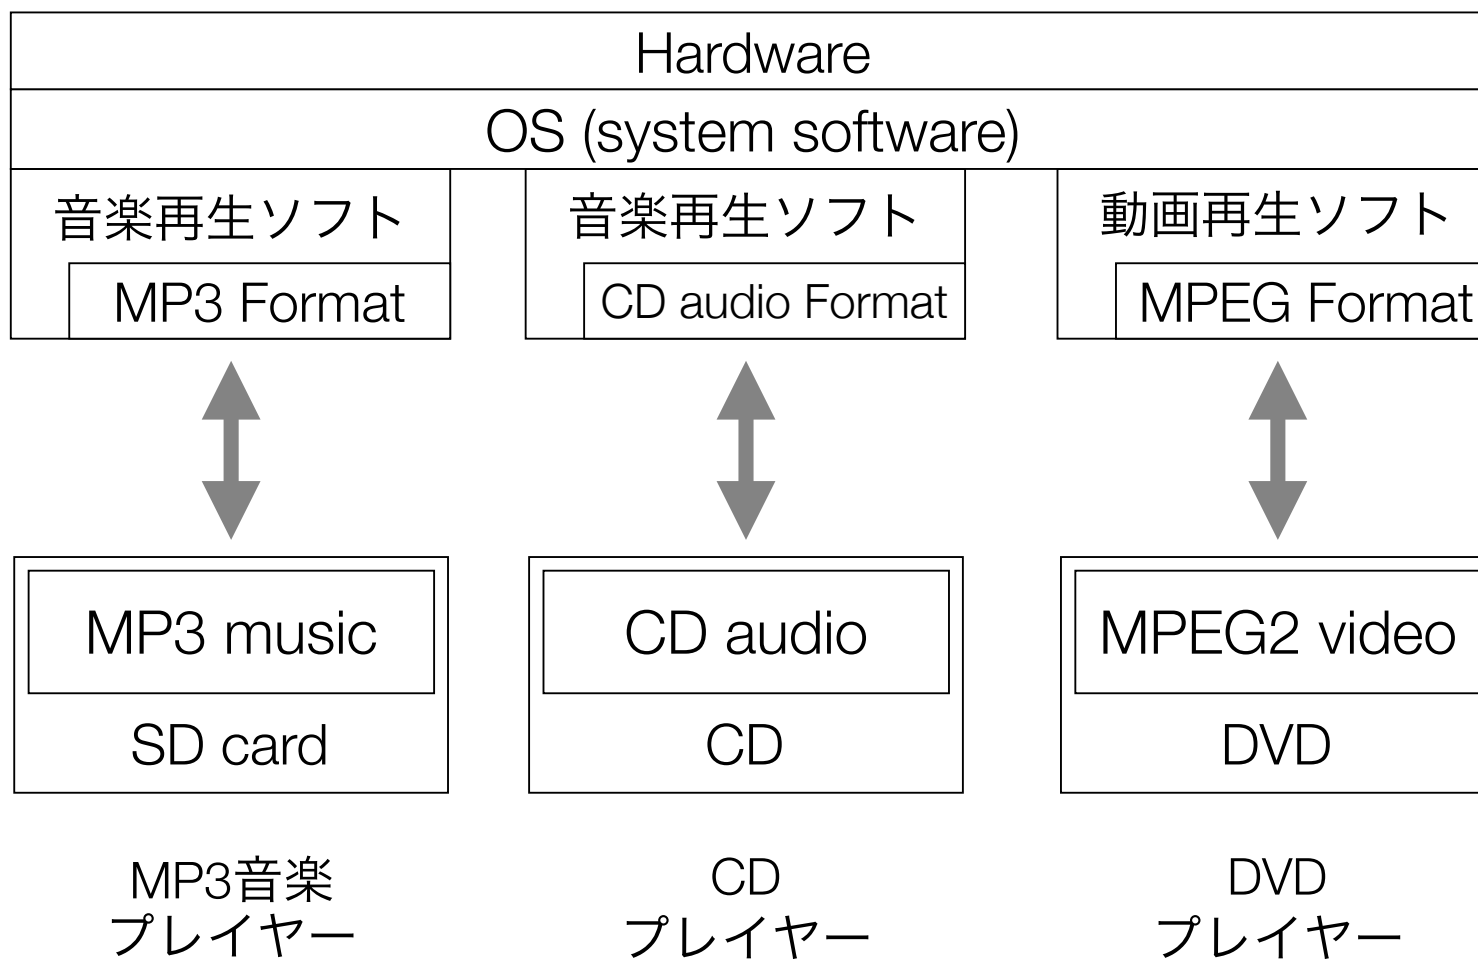 Hardware
OS (system software)
音楽再生ソフト
MP3 Format
音楽再生ソフト
CD audio Format
動画再生ソフト
MPEG Format
MP3 music
SD card
CD audio
CD
MPEG2 video
DVD
MP3音楽
プレイヤー
CD
プレイヤー
DVD
プレイヤー